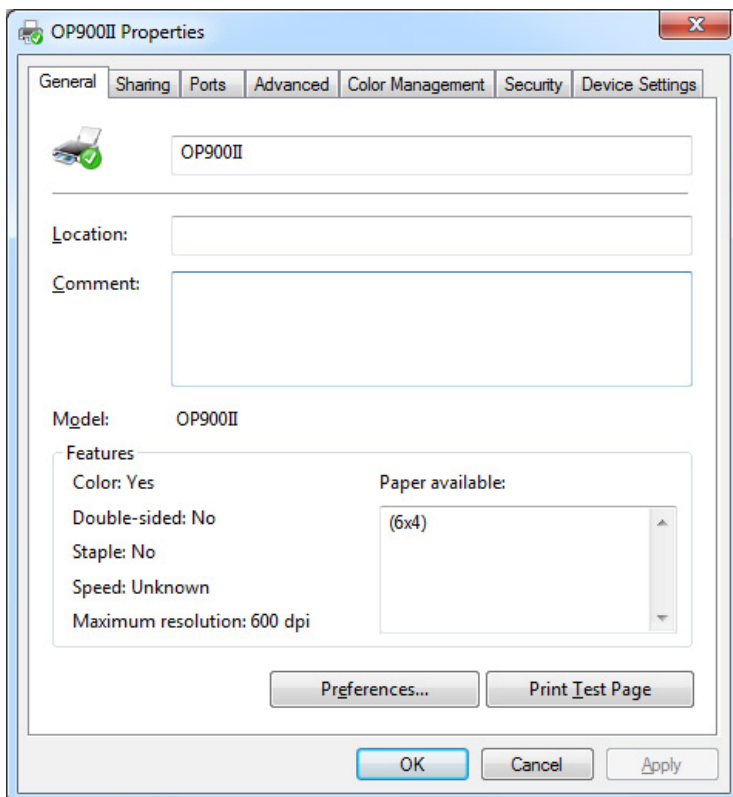 OP900II Properties
General Sharing Ports Advanced Color Management Security Device Settings
OP900II
Location:
Comment:
Model: OP900II
Features
Color: Yes
Paper available:
Double-sided: No
(6x4)
Staple: No
Speed: Unknown
Maximum resolution: 600 dpi
Preferences... Print Test Page
OK Cancel Apply